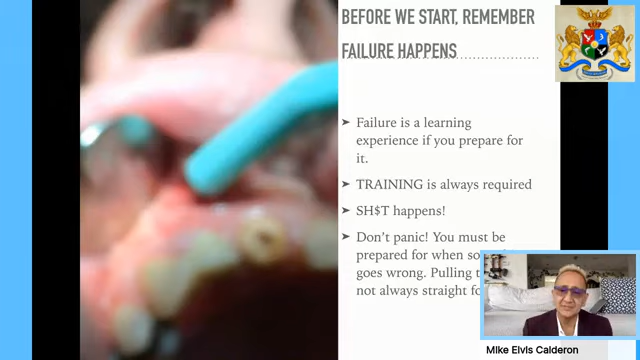 BEFORE WE START, REMEMBER
FAILURE HAPPENS
➤ Failure is a learning
experience if you prepare for
it.
➤ TRAINING is always required
➤ SH$T happens!
➤ Don't panic! You must be
prepared for when
goes wrong. Pulling
not always straight
Mike Elvis Calderon